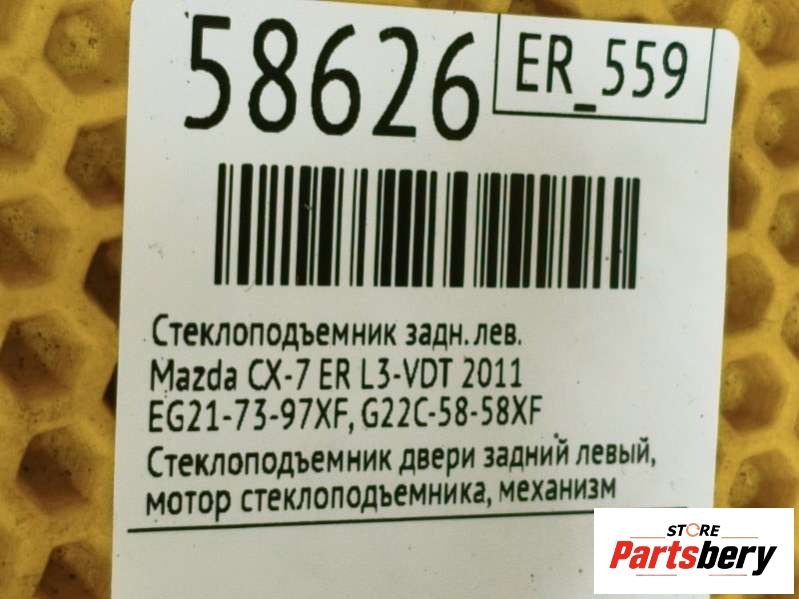 58626
ER_559
Стеклоподъемник задн. лев.
Mazda CX-7 ER L3-VDT 2011
EG21-73-97XF, G22C-58-58XF
Стеклоподъемник двери задний левый,
мотор стеклоподъемника, механизм
STORE
Partsbery